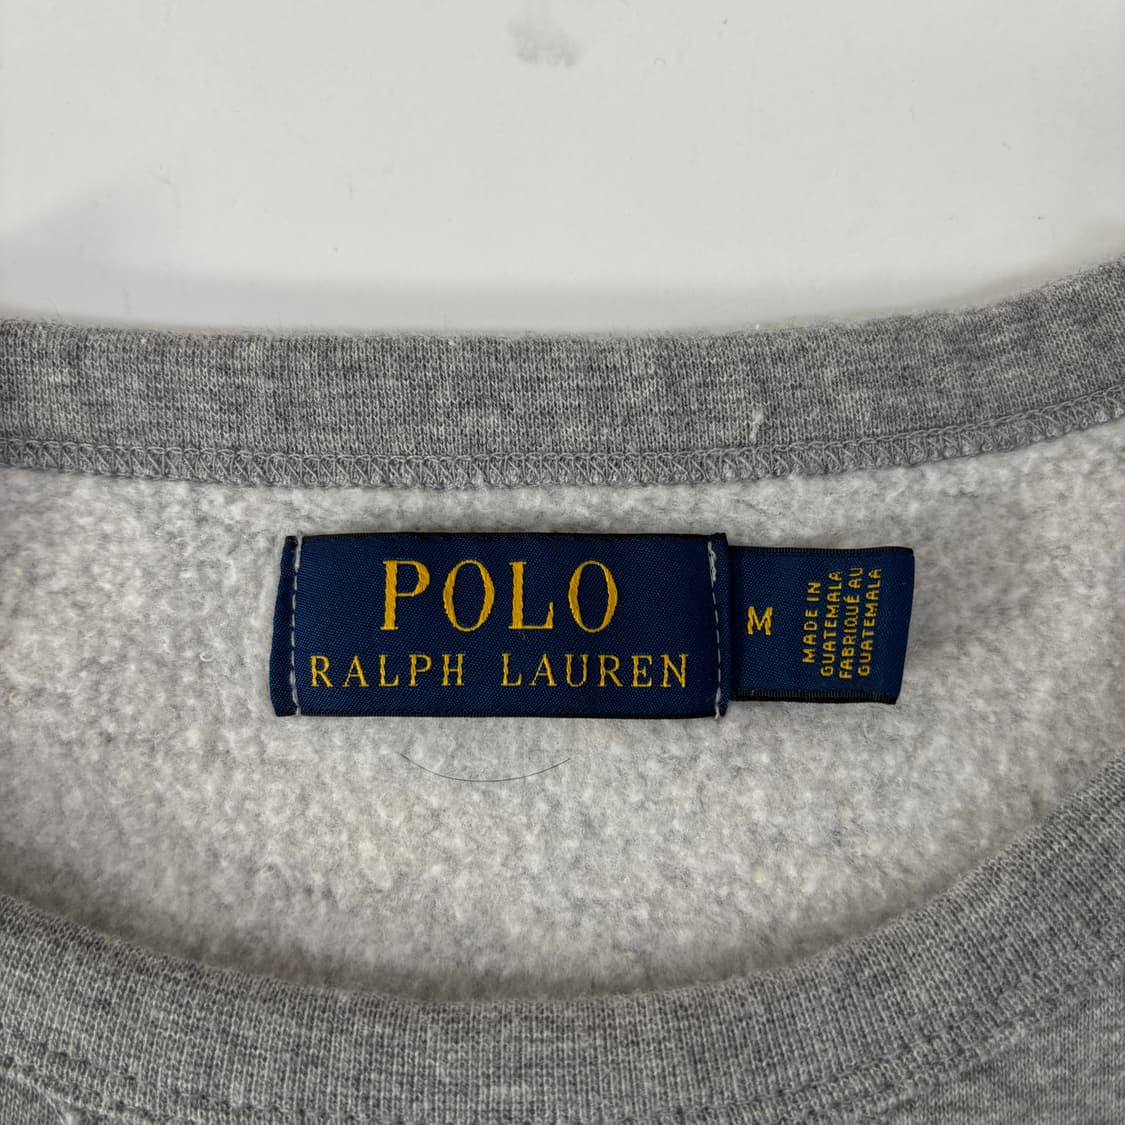 POLO
RALPH LAUREN
M
MADE IN
GUATEMALA
FABRIQUÉ AU
GUATEMALA